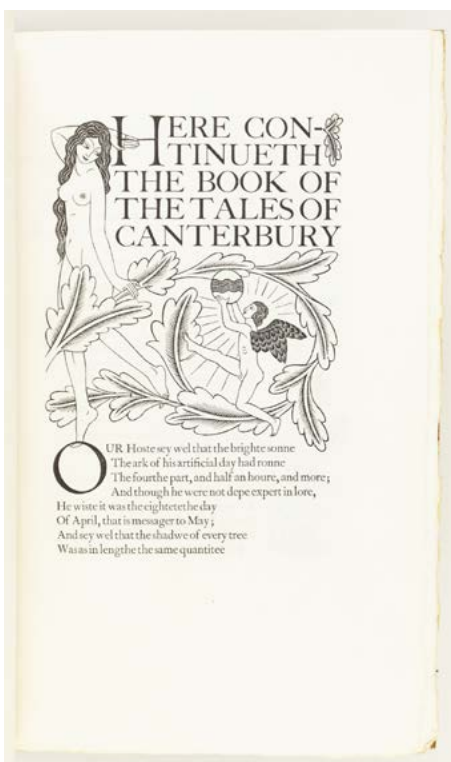 HERE CON-
TINUETH
THE BOOK OF
THE TALES OF
CANTERBURY
OUR Hoste sey wel that the brighte sonne
The ark of his artificial day had ronne
The fourthe part, and half an houre, and more;
And though he were not depe expert in lore,
He wiste it was the eightetethe day
Of April, that is messager to May;
And sey wel that the shadwe of every tree
Was as in lengthe the same quantitee